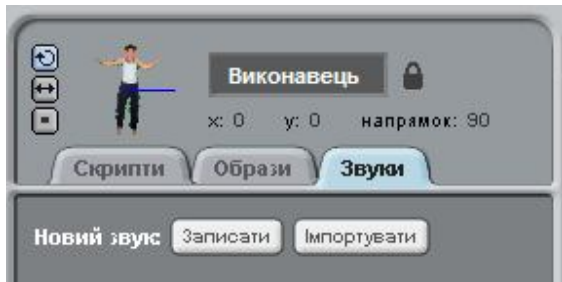 Виконавець
x: 0 y: 0 напрямок: 90
Скрипти Образи Звуки
Новий звук: Записати Імпортувати